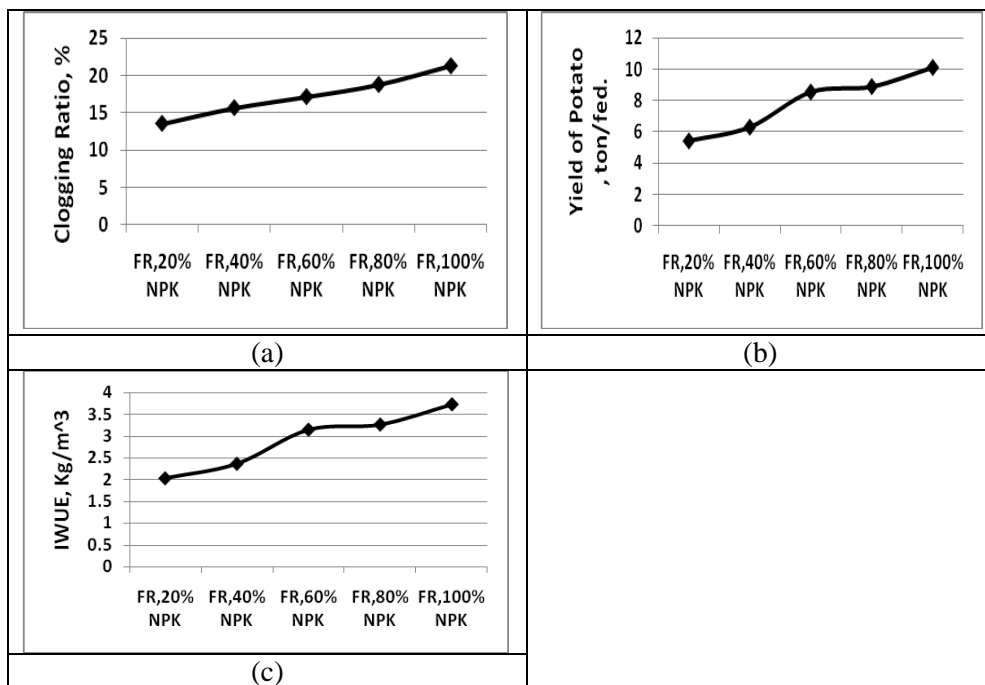 Clogging Ratio, %
25
20
15
10
5
0
FR,20% FR,40% FR,60% FR,80% FR,100%
NPK NPK NPK NPK NPK
(a)
Yield of Potato
, ton/fed.
12
10
8
6
4
2
0
FR,20% FR,40% FR,60% FR,80% FR,100%
NPK NPK NPK NPK NPK
(b)
IWUE, Kg/m^3
4
3.5
3
2.5
2
1.5
1
0.5
0
FR,20% FR,40% FR,60% FR,80% FR,100%
NPK NPK NPK NPK NPK
(c)